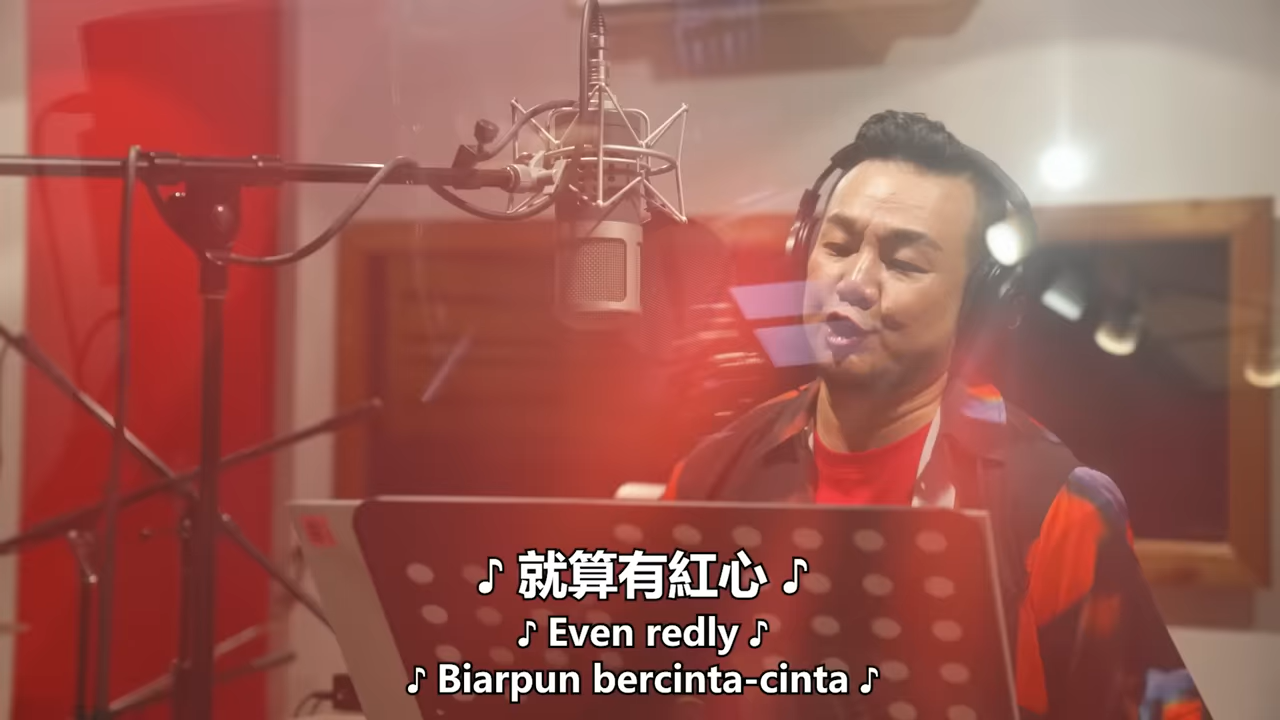 ♪ 就算有紅心 ♪
♪ Even redly ♪
♪ Biarpun bercinta-cinta ♪